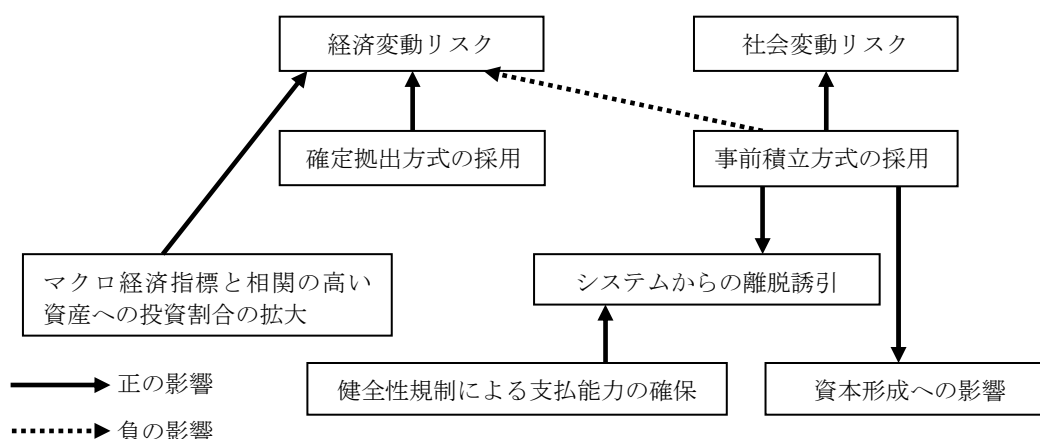 経済変動リスク
社会変動リスク
確定拠出方式の採用
事前積立方式の採用
マクロ経済指標と相関の高い
資産への投資割合の拡大
システムからの離脱誘引
健全性規制による支払能力の確保
資本形成への影響
正の影響
負の影響